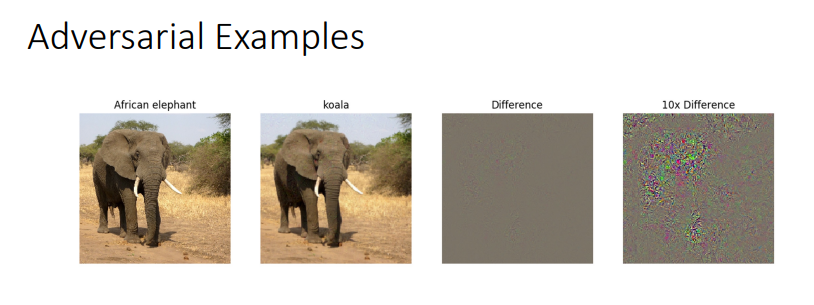 Adversarial Examples
African elephant
koala
Difference
10x Difference